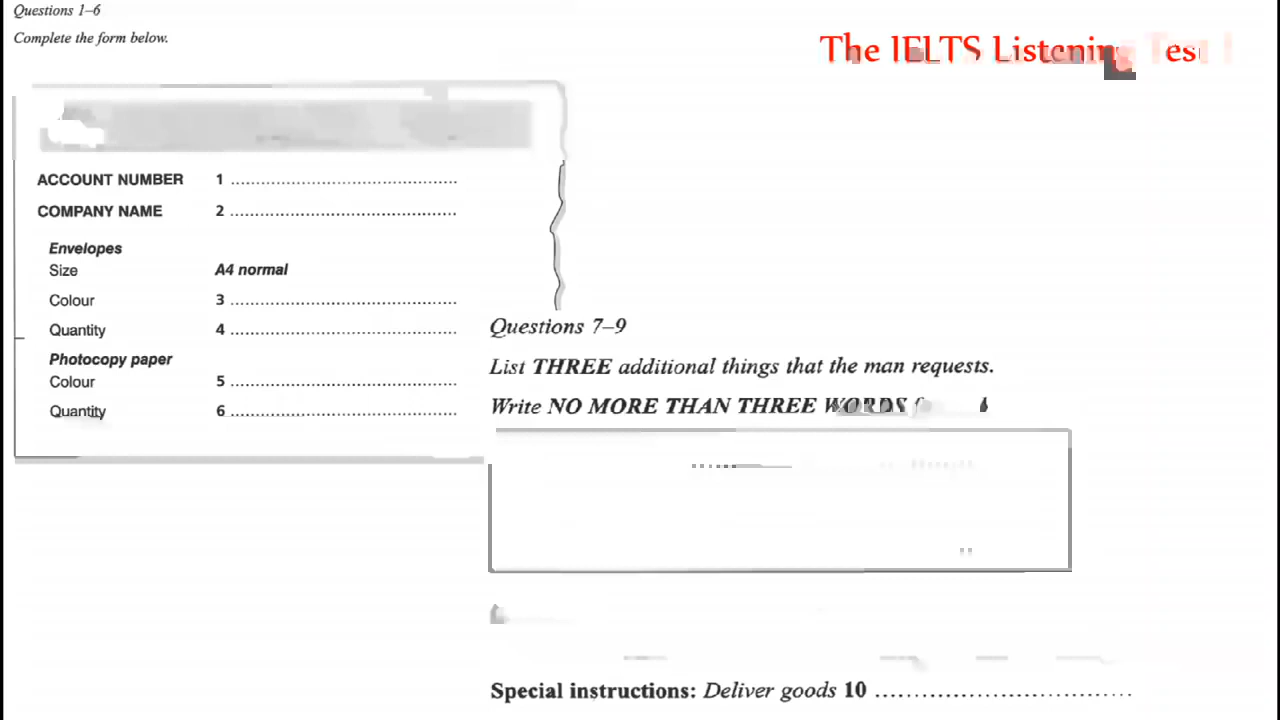 Questions 1–6
Complete the form below.
The IELTS Listening Test
ACCOUNT NUMBER 1 ................................................
COMPANY NAME 2 ................................................
Envelopes
Size A4 normal
Colour 3 ................................................
Quantity 4 ................................................
Photocopy paper
Colour 5 ................................................
Quantity 6 ................................................
Questions 7–9
List THREE additional things that the man requests.
Write NO MORE THAN THREE WORDS
Special instructions: Deliver goods 10 ................................